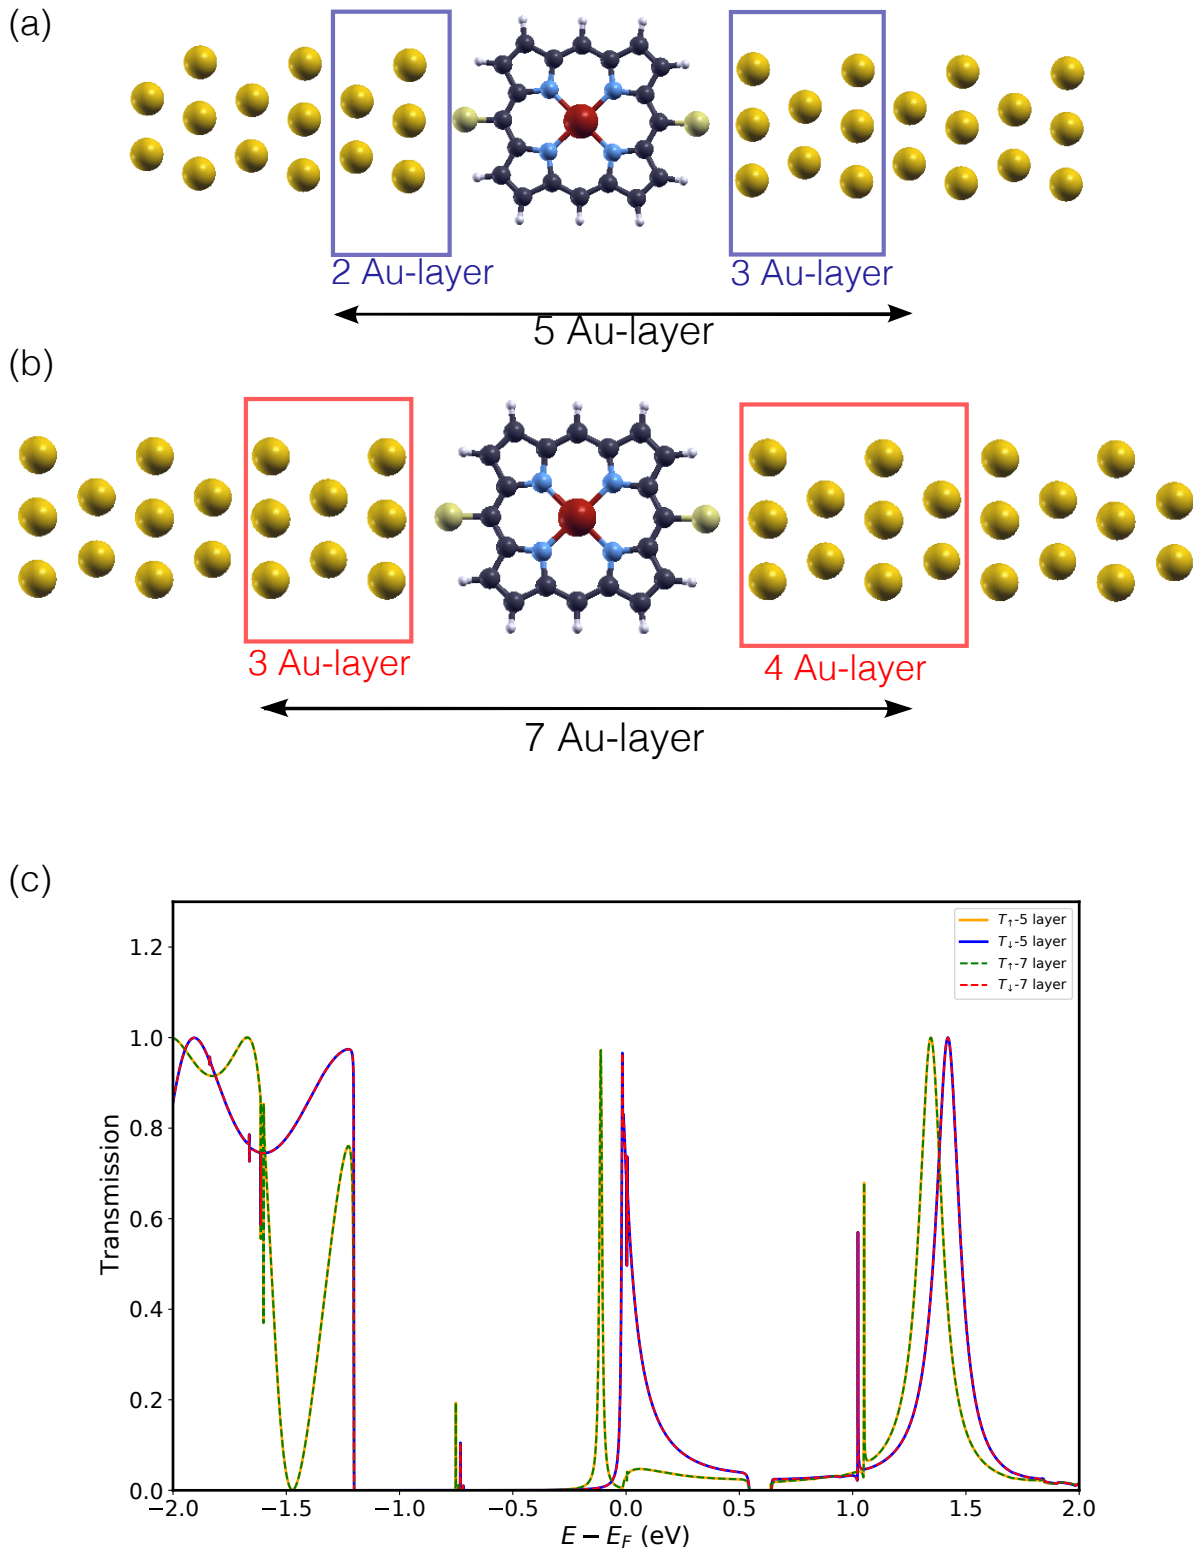 (a)
2 Au-layer
3 Au-layer
5 Au-layer
(b)
3 Au-layer
4 Au-layer
7 Au-layer
(c)
T↑-5 layer
T↓-5 layer
T↑-7 layer
T↓-7 layer
Transmission
1.2
1.0
0.8
0.6
0.4
0.2
0.0
−2.0 −1.5 −1.0 −0.5 0.0 0.5 1.0 1.5 2.0
E − E_F (eV)